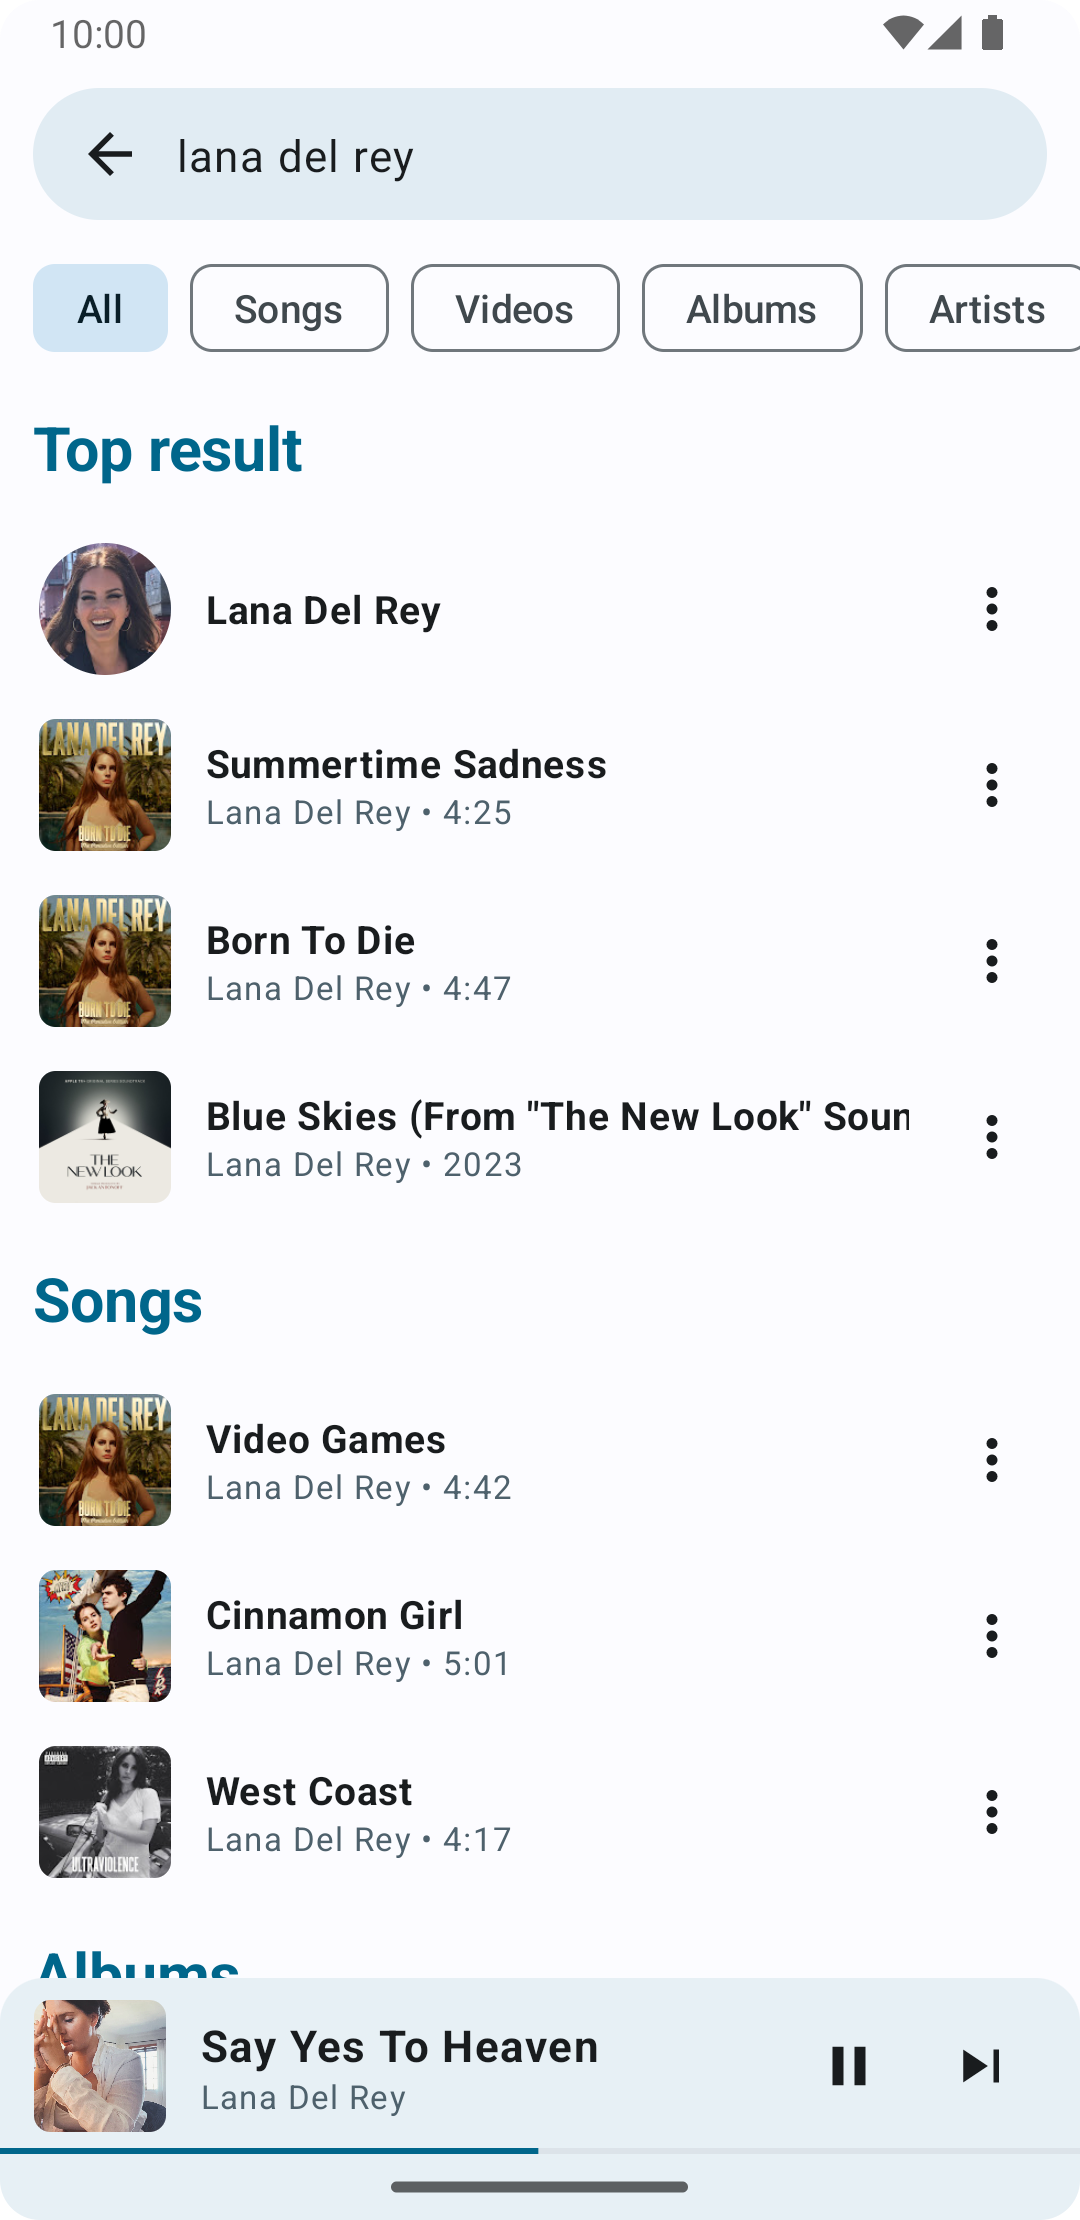 10:00
lana del rey
All
Songs
Videos
Albums
Artists
Top result
Lana Del Rey
LANA DEL REY
BORN TO DIE
Summertime Sadness
Lana Del Rey • 4:25
LANA DEL REY
BORN TO DIE
Born To Die
Lana Del Rey • 4:47
THE
NEW LOOK
Blue Skies (From "The New Look" Soun
Lana Del Rey • 2023
Songs
LANA DEL REY
BORN TO DIE
Video Games
Lana Del Rey • 4:42
Cinnamon Girl
Lana Del Rey • 5:01
ULTRAVIOLENCE
West Coast
Lana Del Rey • 4:17
Albums
Say Yes To Heaven
Lana Del Rey